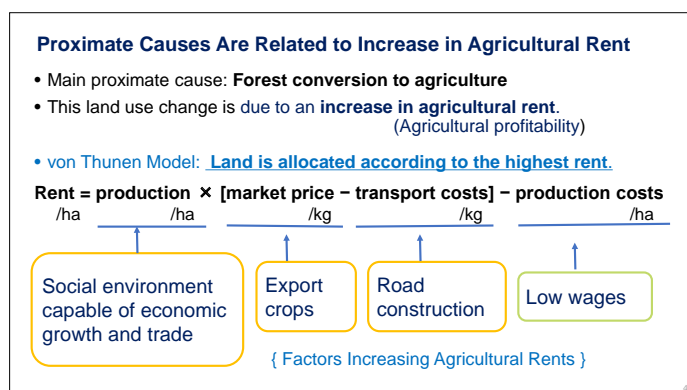 Proximate Causes Are Related to Increase in Agricultural Rent
• Main proximate cause: Forest conversion to agriculture
• This land use change is due to an increase in agricultural rent.
(Agricultural profitability)
• von Thunen Model: Land is allocated according to the highest rent.
Rent = production × [market price − transport costs] − production costs
/ha /ha /kg /kg /ha
Social environment
capable of economic
growth and trade
Export
crops
Road
construction
Low wages
{ Factors Increasing Agricultural Rents }